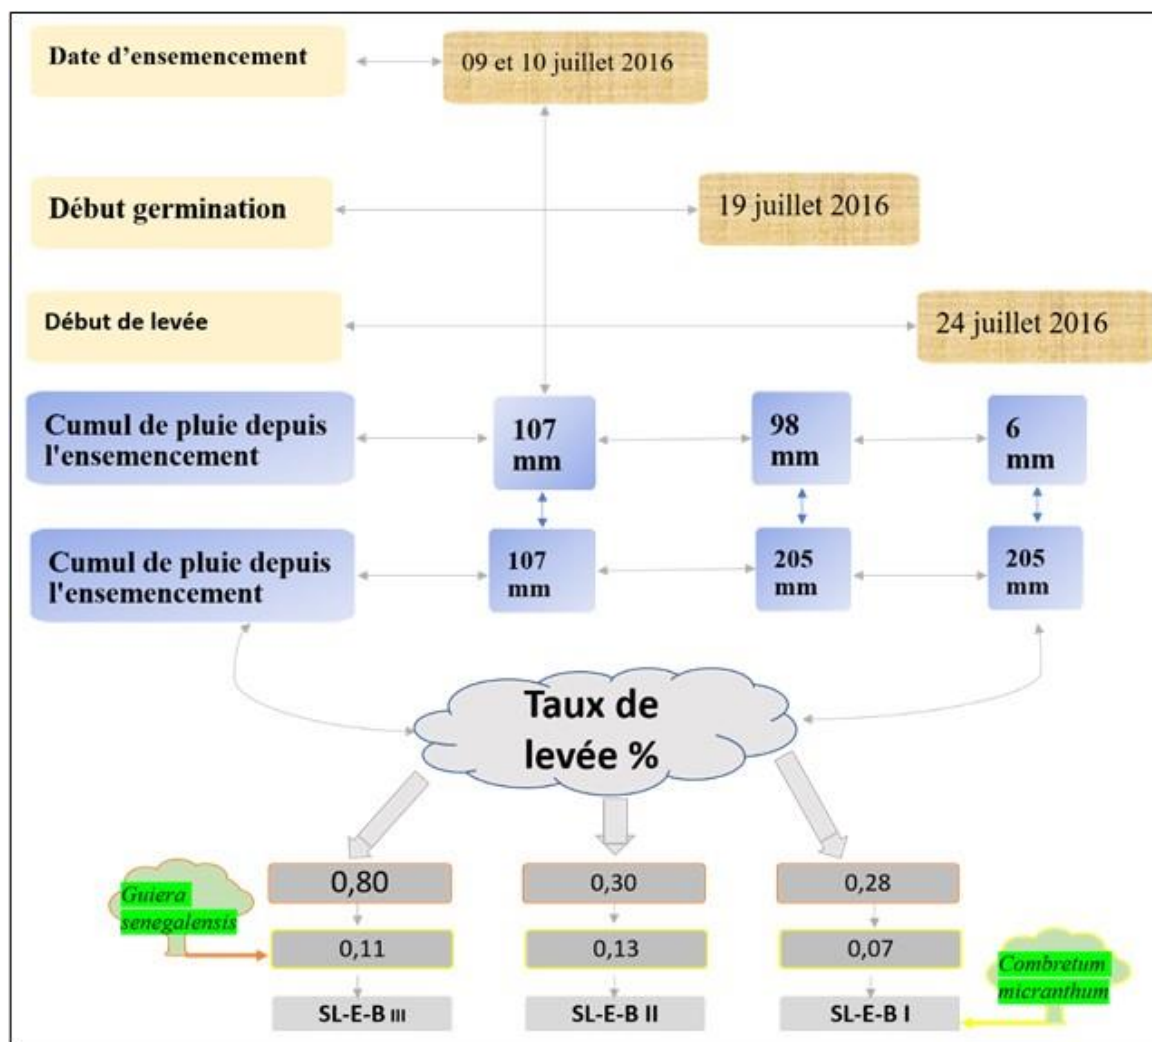 Date d'ensemencement
09 et 10 juillet 2016
Début germination
19 juillet 2016
Début de levée
24 juillet 2016
Cumul de pluie depuis
l'ensemencement
107
mm
98
mm
6
mm
Cumul de pluie depuis
l'ensemencement
107
mm
205
mm
205
mm
Taux de
levée %
0,80
0,30
0,28
Guiera
senegalensis
0,11
0,13
0,07
Combretum
micranthum
SL-E-B III
SL-E-B II
SL-E-B I